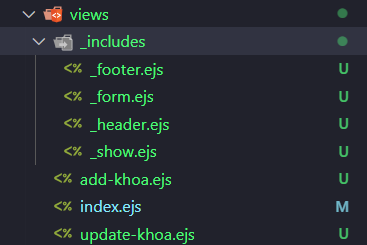 views
_includes
<% _footer.ejs U
<% _form.ejs U
<% _header.ejs U
<% _show.ejs U
<% add-khoa.ejs U
<% index.ejs M
<% update-khoa.ejs U